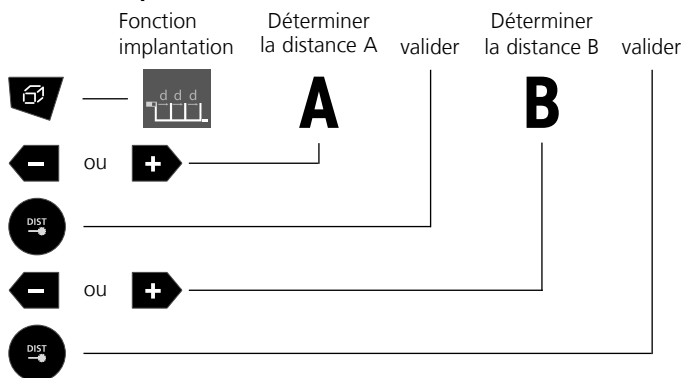 Fonction
implantation
Déterminer
la distance A
valider
Déterminer
la distance B
valider
d d d
A
B
- ou +
DIST
- ou +
DIST